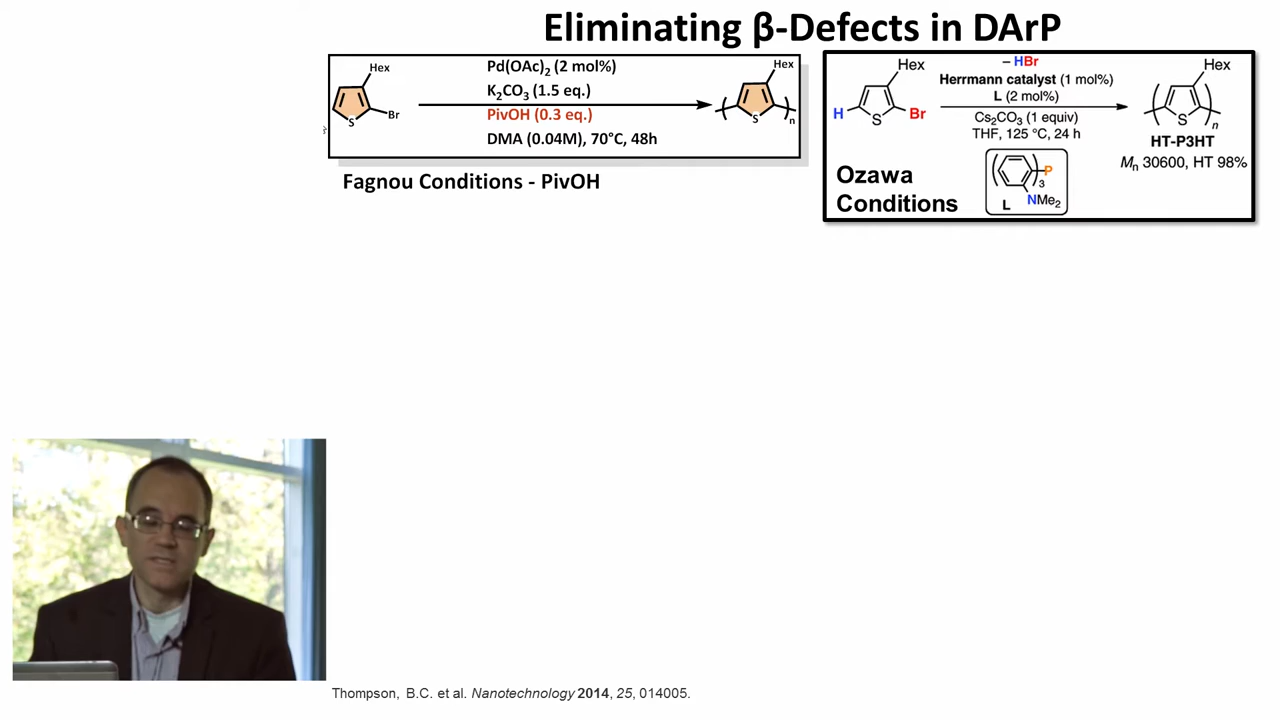 Eliminating β-Defects in DArP
Hex
S
Br
Pd(OAc)₂ (2 mol%)
K₂CO₃ (1.5 eq.)
PivOH (0.3 eq.)
DMA (0.04M), 70°C, 48h
Hex
S
n
Fagnou Conditions - PivOH
Hex
H
S
Br
– HBr
Herrmann catalyst (1 mol%)
L (2 mol%)
Cs₂CO₃ (1 equiv)
THF, 125 °C, 24 h
Hex
S
n
HT-P3HT
Mn 30600, HT 98%
Ozawa
Conditions
P
3
NMe₂
L
Thompson, B.C. et al. Nanotechnology 2014, 25, 014005.